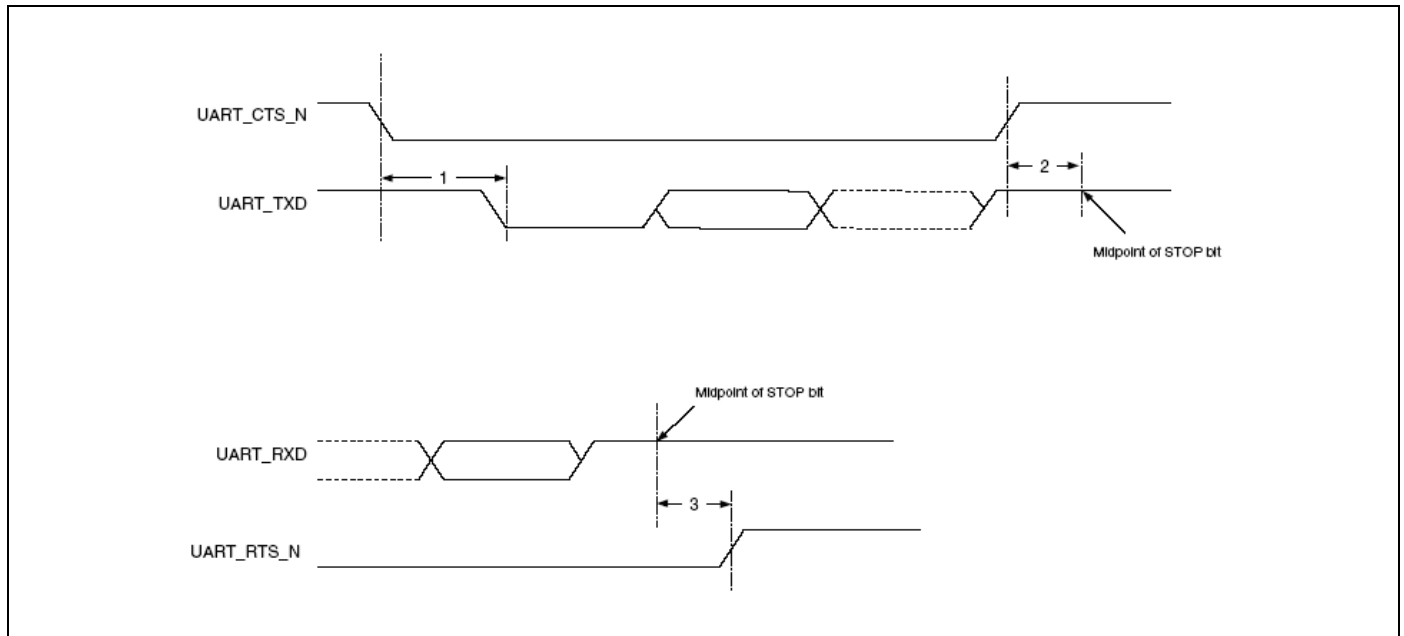 UART_CTS_N
1
2
UART_TXD
Midpoint of STOP bit
Midpoint of STOP bit
UART_RXD
3
UART_RTS_N